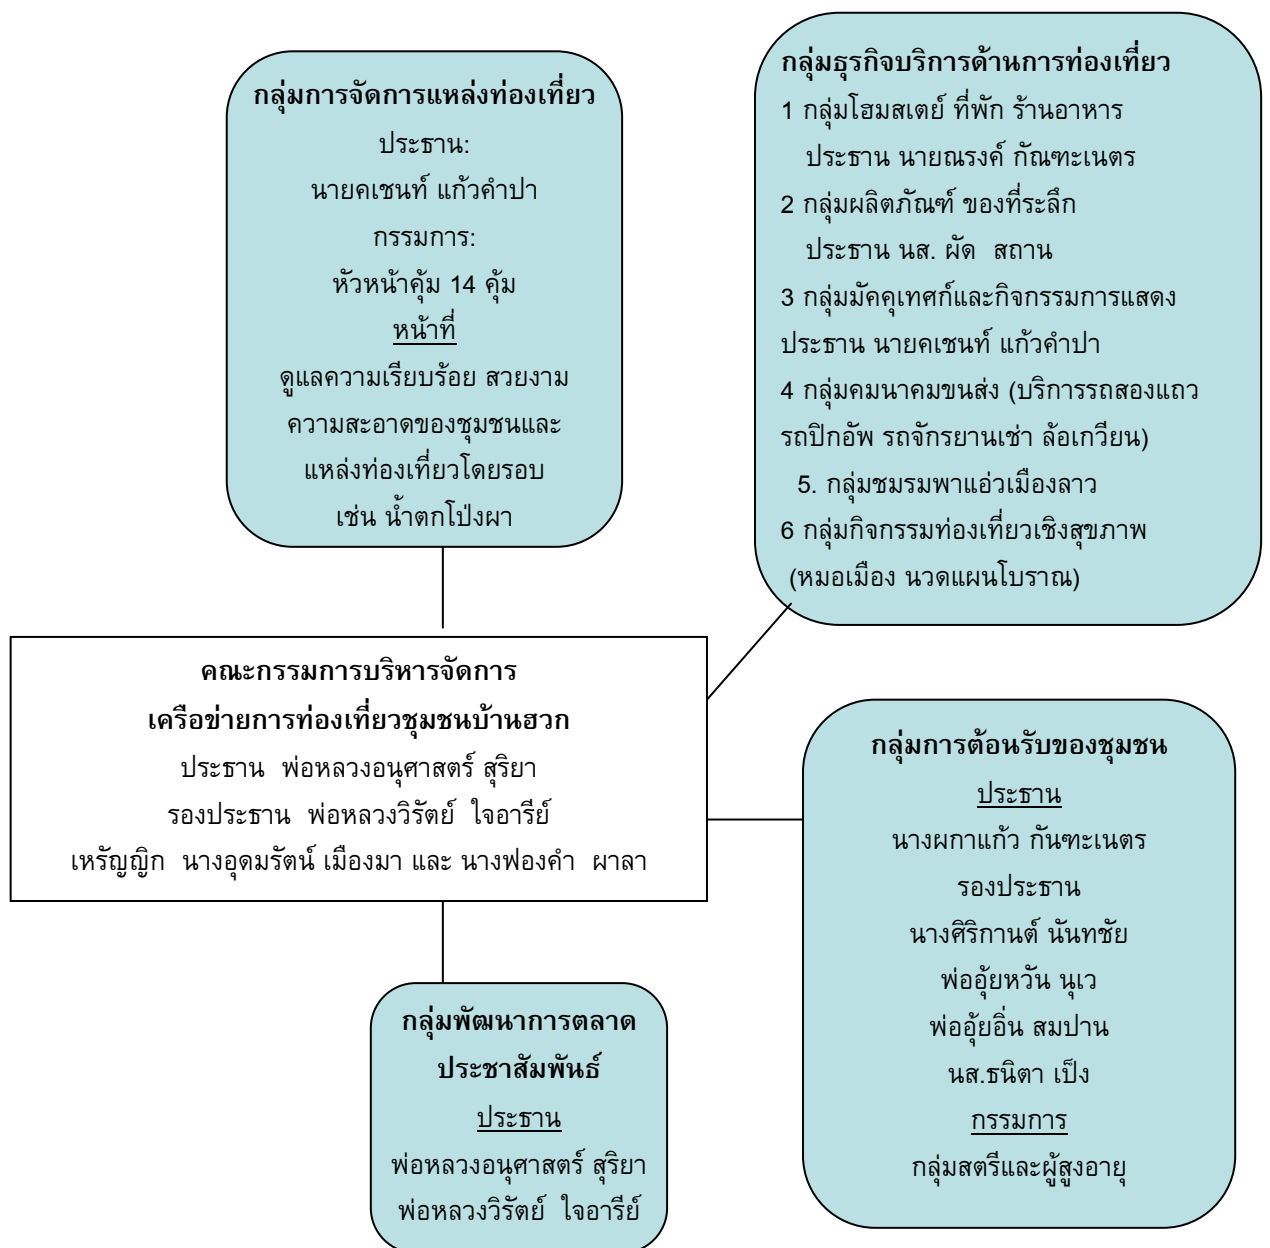 กลุ่มการจัดการแหล่งท่องเที่ยว
ประธาน:
นายคเชนท์ แก้วคำปา
กรรมการ:
หัวหน้าคุ้ม 14 คุ้ม
หน้าที่
ดูแลความเรียบร้อย สวยงาม
ความสะอาดของชุมชนและ
แหล่งท่องเที่ยวโดยรอบ
เช่น น้ำตกโป่งผา
กลุ่มธุรกิจบริการด้านการท่องเที่ยว
1 กลุ่มโฮมสเตย์ ที่พัก ร้านอาหาร
ประธาน นายณรงค์ กัณฑะเนตร
2 กลุ่มผลิตภัณฑ์ ของที่ระลึก
ประธาน นส. ผัด สถาน
3 กลุ่มมัคคุเทศก์และกิจกรรมการแสดง
ประธาน นายคเชนท์ แก้วคำปา
4 กลุ่มคมนาคมขนส่ง (บริการรถสองแถว
รถปิกอัพ รถจักรยานเช่า ล้อเกวียน)
5. กลุ่มชมรมพาแอ่วเมืองลาว
6 กลุ่มกิจกรรมท่องเที่ยวเชิงสุขภาพ
(หมอเมือง นวดแผนโบราณ)
คณะกรรมการบริหารจัดการ
เครือข่ายการท่องเที่ยวชุมชนบ้านฮวก
ประธาน พ่อหลวงอนุศาสตร์ สุริยา
รองประธาน พ่อหลวงวิรัตย์ ใจอารีย์
เหรัญญิก นางอุดมรัตน์ เมืองมา และ นางฟองคำ ผาลา
กลุ่มการต้อนรับของชุมชน
ประธาน
นางผกาแก้ว กันฑะเนตร
รองประธาน
นางศิริกานต์ นันทชัย
พ่ออุ้ยหวัน นุเว
พ่ออุ้ยอิ่น สมปาน
นส.ธนิตา เป็ง
กรรมการ
กลุ่มสตรีและผู้สูงอายุ
กลุ่มพัฒนาการตลาด
ประชาสัมพันธ์
ประธาน
พ่อหลวงอนุศาสตร์ สุริยา
พ่อหลวงวิรัตย์ ใจอารีย์